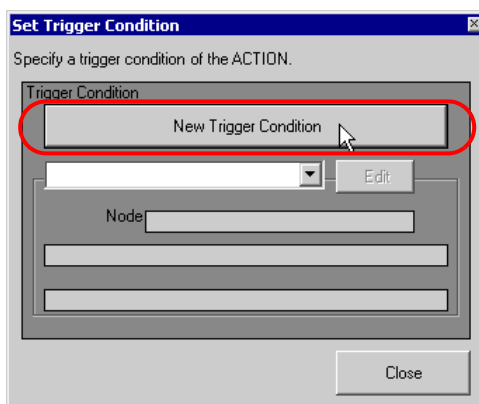 Set Trigger Condition
Specify a trigger condition of the ACTION.
Trigger Condition
New Trigger Condition
Edit
Node
Close